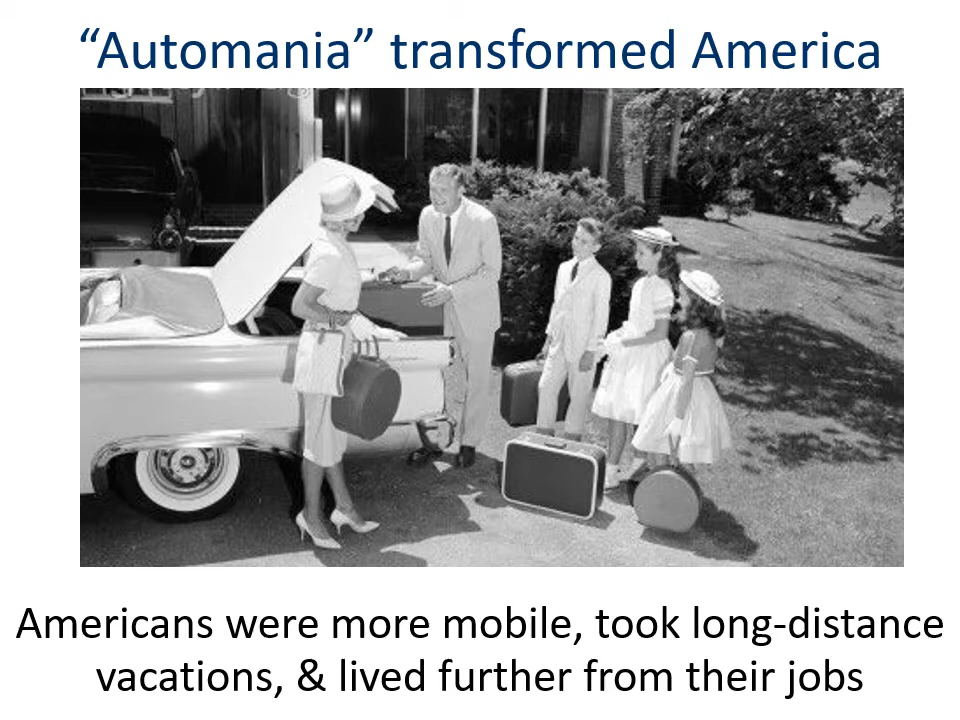 “Automania” transformed America
Americans were more mobile, took long-distance
vacations, & lived further from their jobs